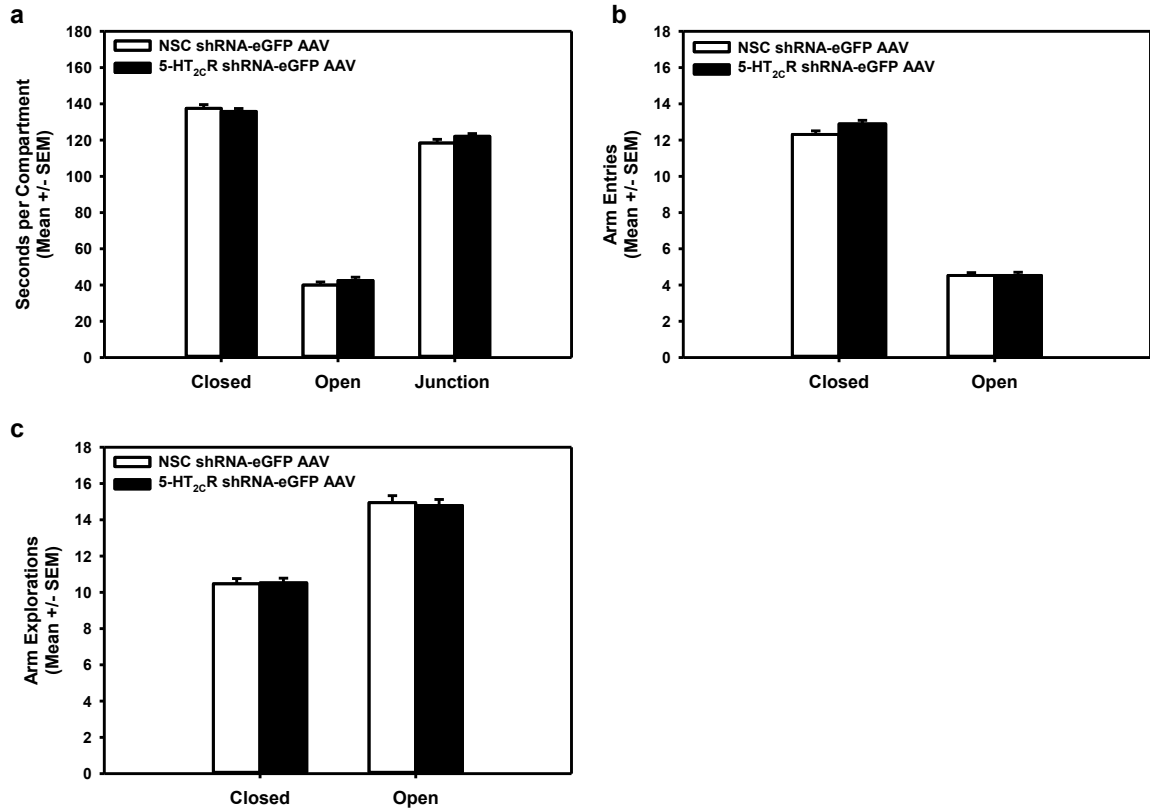 a
Seconds per Compartment
(Mean +/- SEM)
180
160
140
120
100
80
60
40
20
0
NSC shRNA-eGFP AAV
5-HT2CR shRNA-eGFP AAV
Closed Open Junction
b
Arm Entries
(Mean +/- SEM)
18
16
14
12
10
8
6
4
2
0
NSC shRNA-eGFP AAV
5-HT2CR shRNA-eGFP AAV
Closed Open
c
Arm Explorations
(Mean +/- SEM)
18
16
14
12
10
8
6
4
2
0
NSC shRNA-eGFP AAV
5-HT2CR shRNA-eGFP AAV
Closed Open